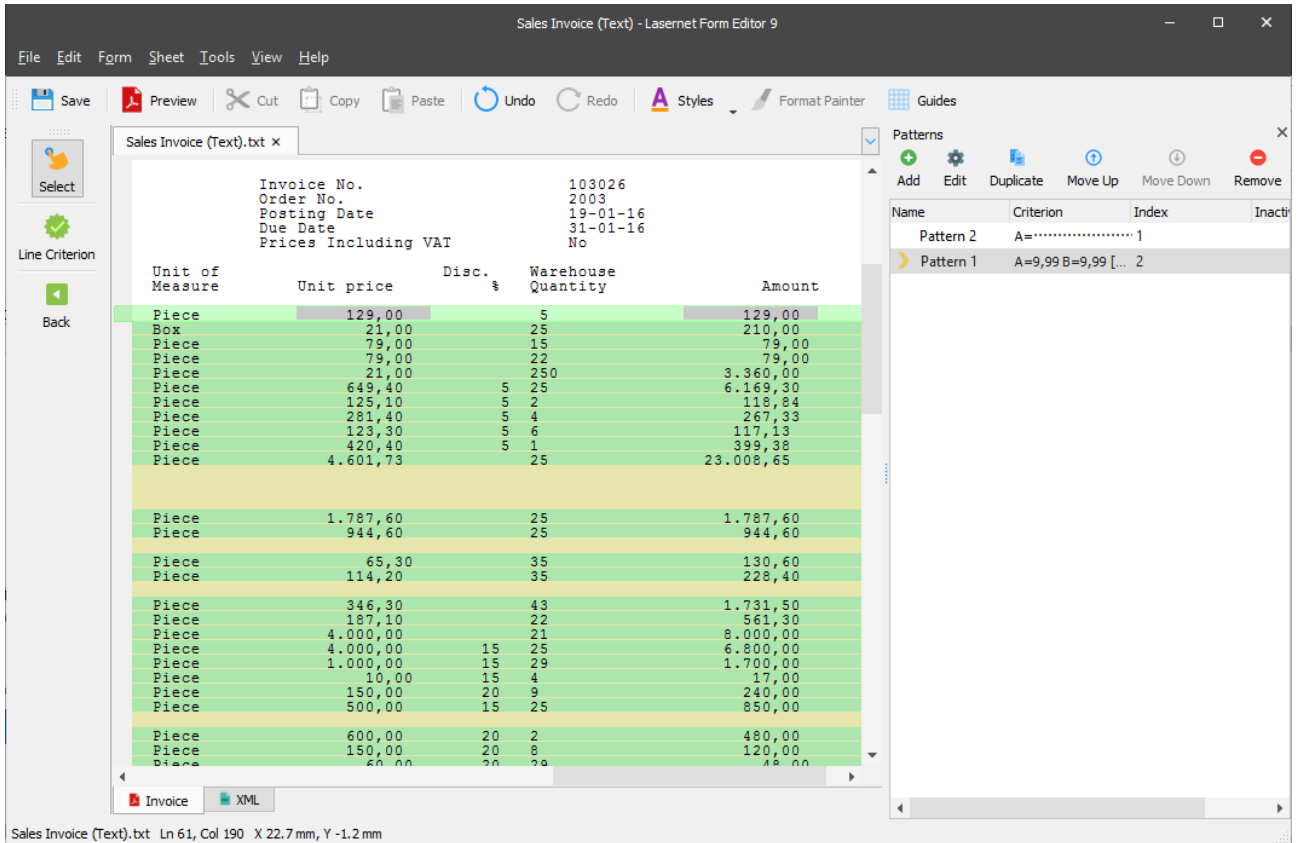 Sales Invoice (Text) - Lasernet Form Editor 9
File Edit Form Sheet Tools View Help
Save Preview Cut Copy Paste Undo Redo A Styles Format Painter Guides
Select
Line Criterion
Back
Sales Invoice (Text).txt ×
Invoice No. 103026
Order No. 2003
Posting Date 19-01-16
Due Date 31-01-16
Prices Including VAT No
Unit of Disc. Warehouse
Measure Unit price % Quantity Amount
Piece 129,00 5 129,00
Box 21,00 25 210,00
Piece 79,00 15 79,00
Piece 79,00 22 79,00
Piece 21,00 250 3.360,00
Piece 649,40 5 25 6.169,30
Piece 125,10 5 2 118,84
Piece 281,40 5 4 267,33
Piece 123,30 5 6 117,13
Piece 420,40 5 1 399,38
Piece 4.601,73 25 23.008,65
Piece 1.787,60 25 1.787,60
Piece 944,60 25 944,60
Piece 65,30 35 130,60
Piece 114,20 35 228,40
Piece 346,30 43 1.731,50
Piece 187,10 22 561,30
Piece 4.000,00 21 8.000,00
Piece 4.000,00 15 25 6.800,00
Piece 1.000,00 15 29 1.700,00
Piece 10,00 15 4 17,00
Piece 150,00 20 9 240,00
Piece 500,00 15 25 850,00
Piece 600,00 20 2 480,00
Piece 150,00 20 8 120,00
Piece 60,00 20 29 48,00
Invoice XML
Patterns
Add Edit Duplicate Move Up Move Down Remove
Name Criterion Index Inacti
Pattern 2 A=····················· 1
Pattern 1 A=9,99 B=9,99 [... 2
Sales Invoice (Text).txt Ln 61, Col 190 X 22.7 mm, Y -1.2 mm